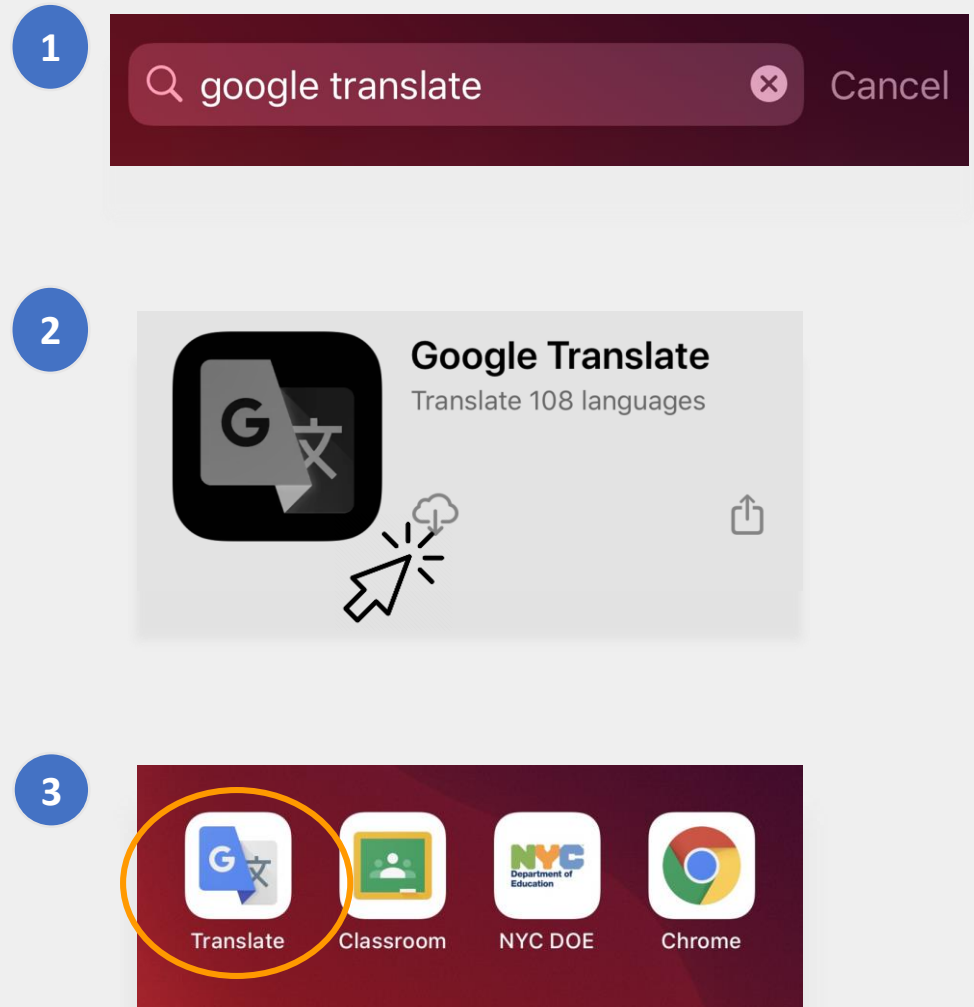 1
google translate Cancel
2
Google Translate
Translate 108 languages
G 文
3
G 文
NYC
Department of
Education
Translate Classroom NYC DOE Chrome